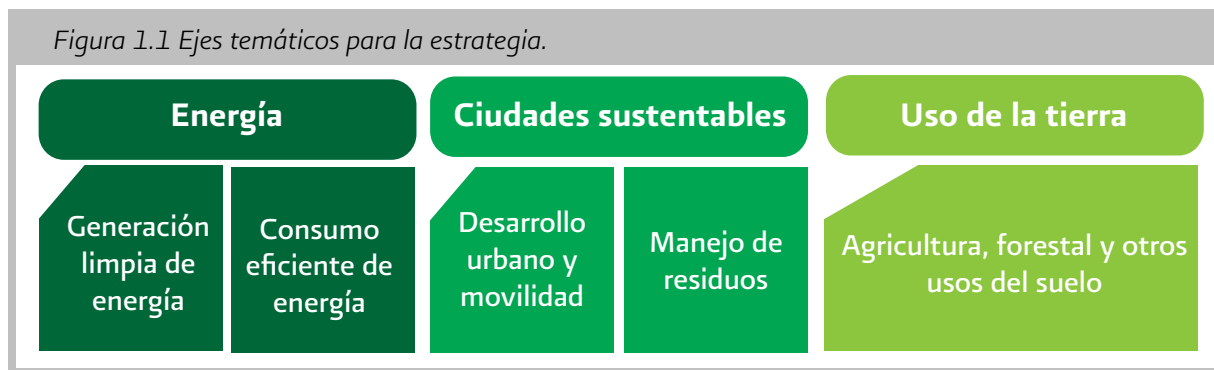 Figura 1.1 Ejes temáticos para la estrategia.
Energía
Generación
limpia de
energía
Consumo
eficiente de
energía
Ciudades sustentables
Desarrollo
urbano y
movilidad
Manejo de
residuos
Uso de la tierra
Agricultura, forestal y otros
usos del suelo